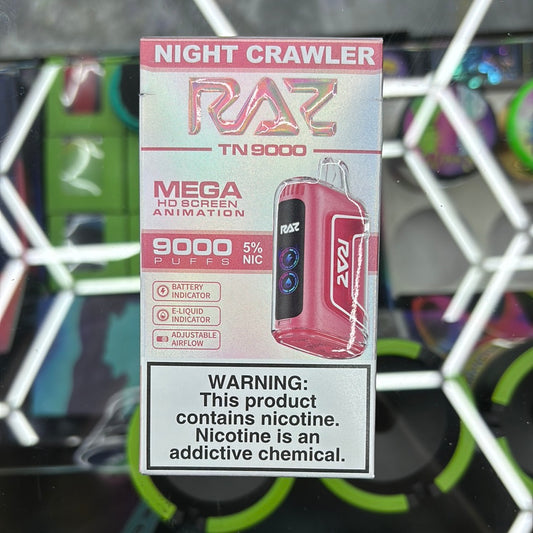 NIGHT CRAWLER
RAZ
TN 9000
MEGA
HD SCREEN
ANIMATION
9000
PUFFS
5%
NIC
BATTERY
INDICATOR
E-LIQUID
INDICATOR
ADJUSTABLE
AIRFLOW
RAZ
RAZ
WARNING:
This product
contains nicotine.
Nicotine is an
addictive chemical.